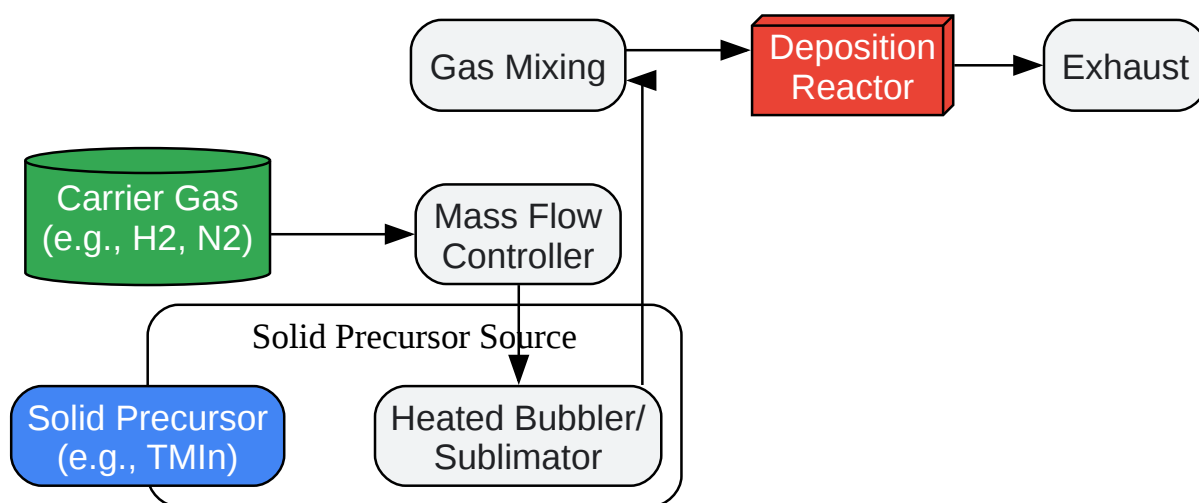 Gas Mixing
Deposition
Reactor
Exhaust
Carrier Gas
(e.g., H2, N2)
Mass Flow
Controller
Solid Precursor Source
Solid Precursor
(e.g., TMIn)
Heated Bubbler/
Sublimator